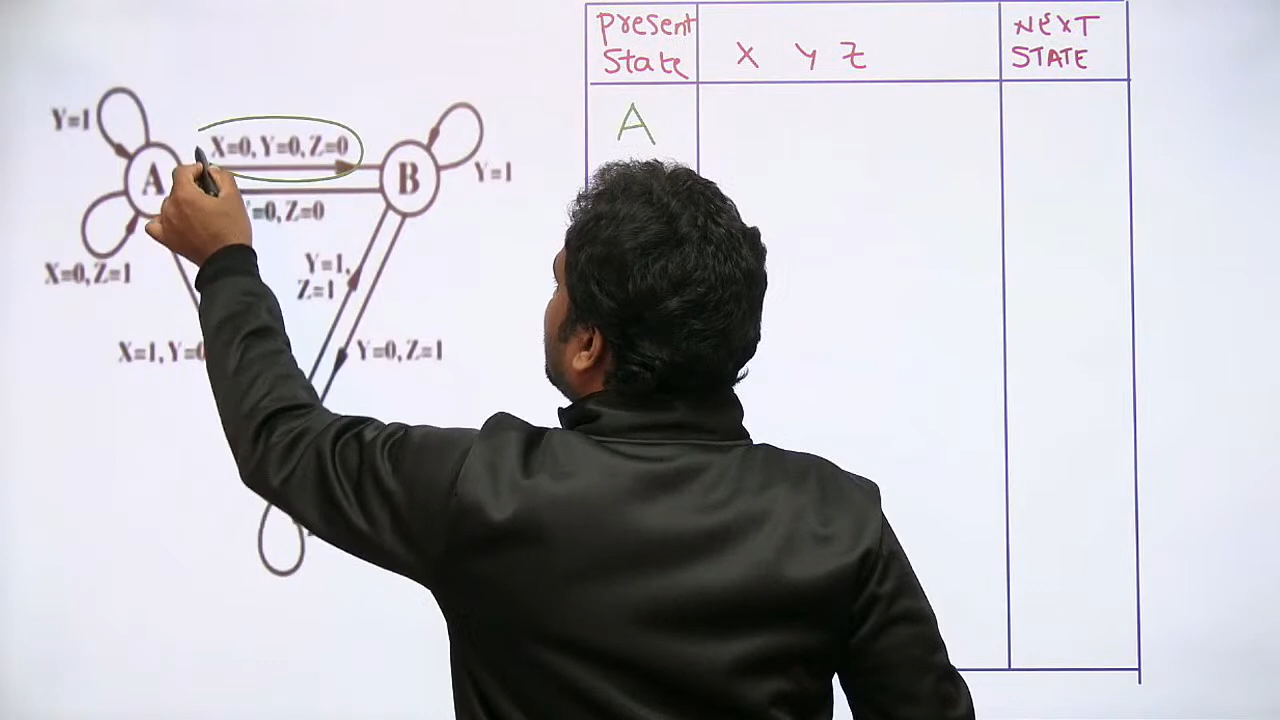 Present
State
X Y Z
NEXT
STATE
A
Y=1
X=0, Y=0, Z=0
A
B
Y=1
=0, Z=0
X=0, Z=1
Y=1,
Z=1
X=1, Y=0
Y=0, Z=1